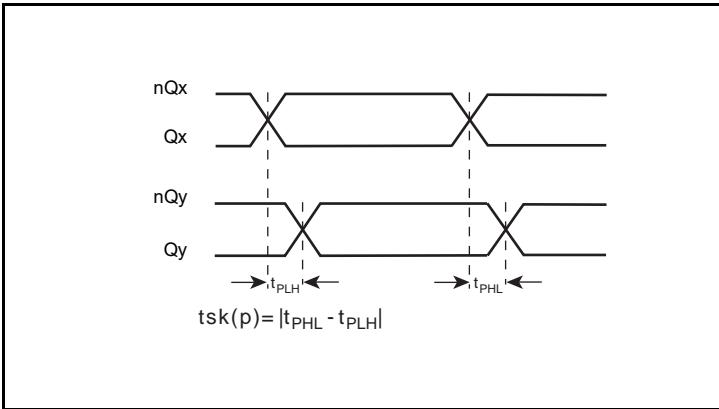 nQx
Qx
nQy
Qy
tPLH tPHL
tsk(p)= |tPHL - tPLH|